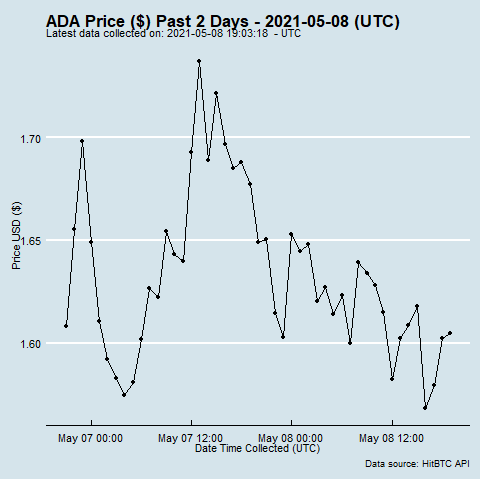 ADA Price ($) Past 2 Days - 2021-05-08 (UTC)
Latest data collected on: 2021-05-08 19:03:18 - UTC
1.70
1.65
1.60
Price USD ($)
May 07 00:00 May 07 12:00 May 08 00:00 May 08 12:00
Date Time Collected (UTC)
Data source: HitBTC API